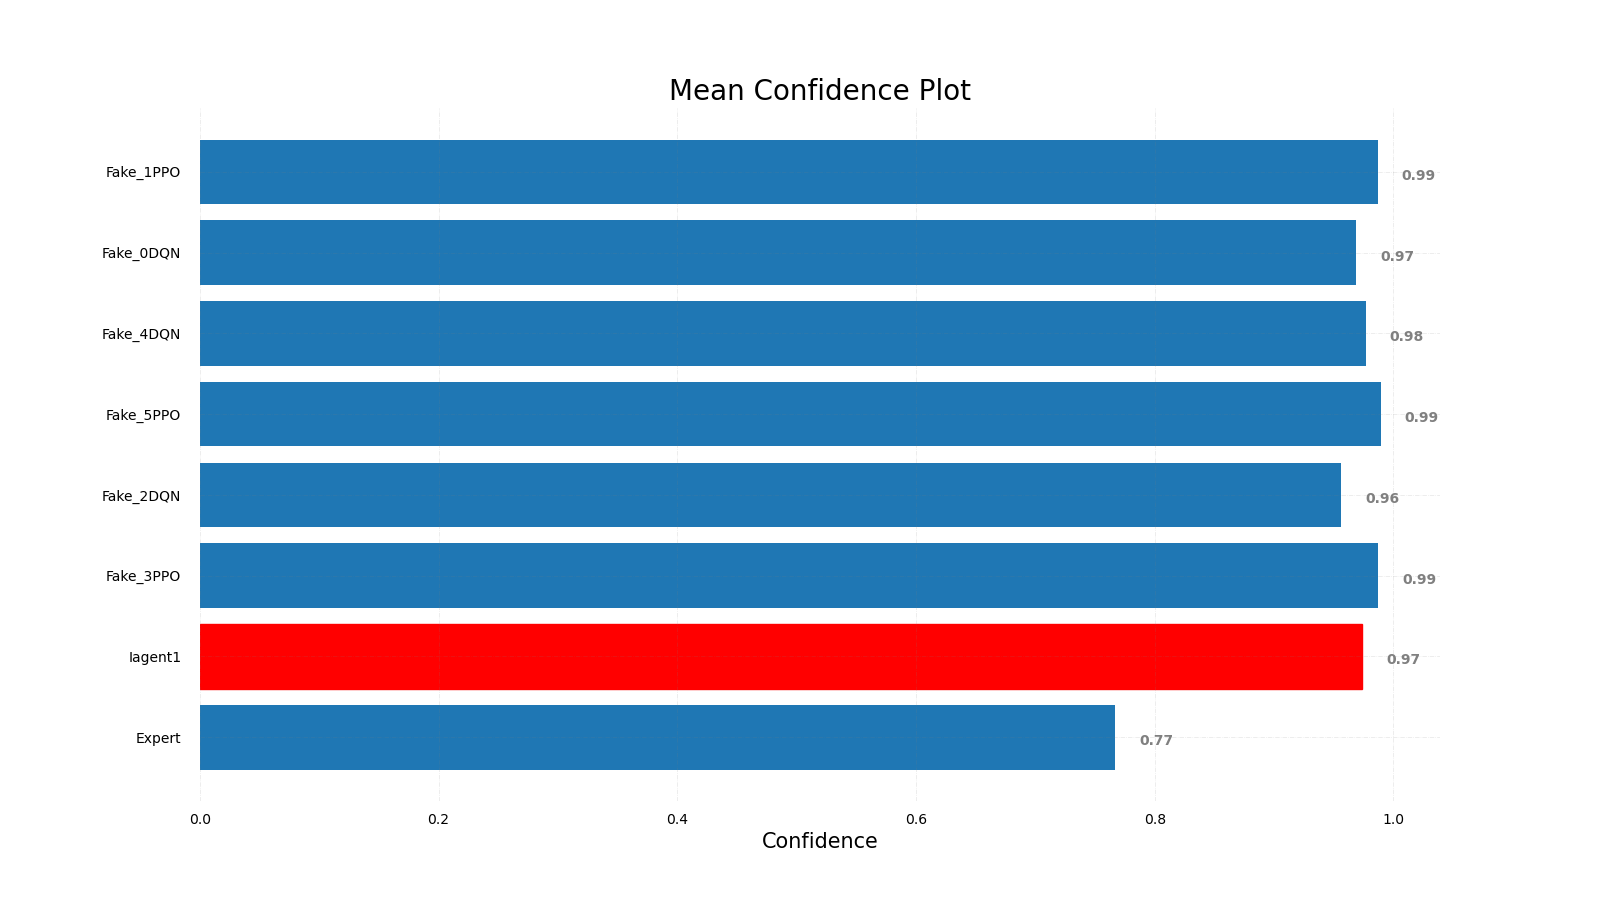 Mean Confidence Plot
Fake_1PPO 0.99
Fake_0DQN 0.97
Fake_4DQN 0.98
Fake_5PPO 0.99
Fake_2DQN 0.96
Fake_3PPO 0.99
Iagent1 0.97
Expert 0.77
0.0 0.2 0.4 0.6 0.8 1.0
Confidence